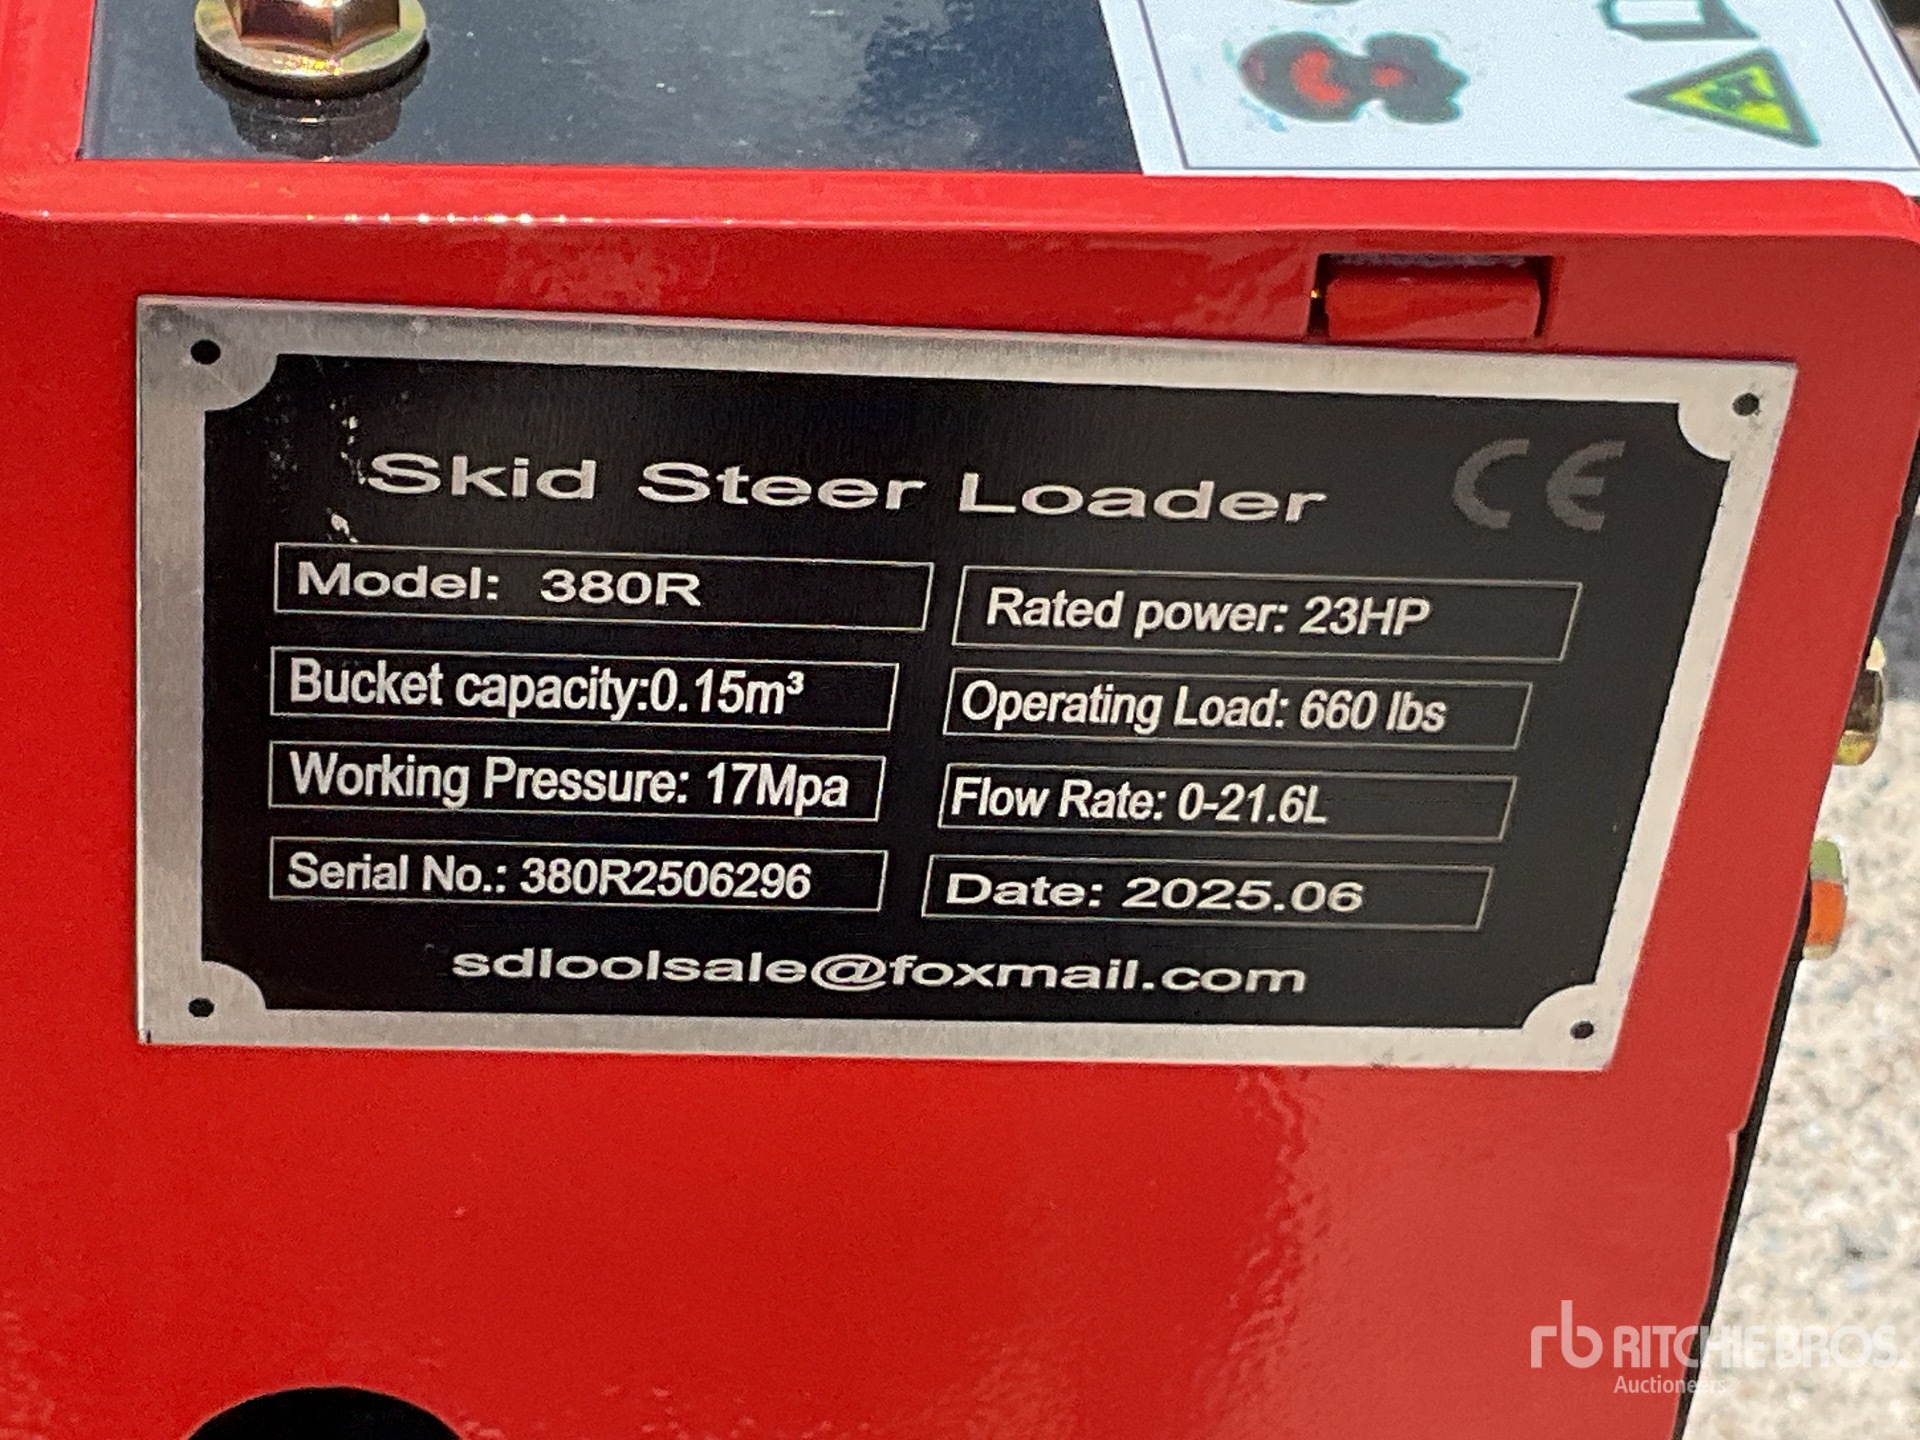 Skid Steer Loader CE
Model: 380R
Rated power: 23HP
Bucket capacity:0.15m³
Operating Load: 660 lbs
Working Pressure: 17Mpa
Flow Rate: 0-21.6L
Serial No.: 380R2506296
Date: 2025.06
sdloolsale@foxmail.com
rb RITCHIE BROS.
Auctioneers